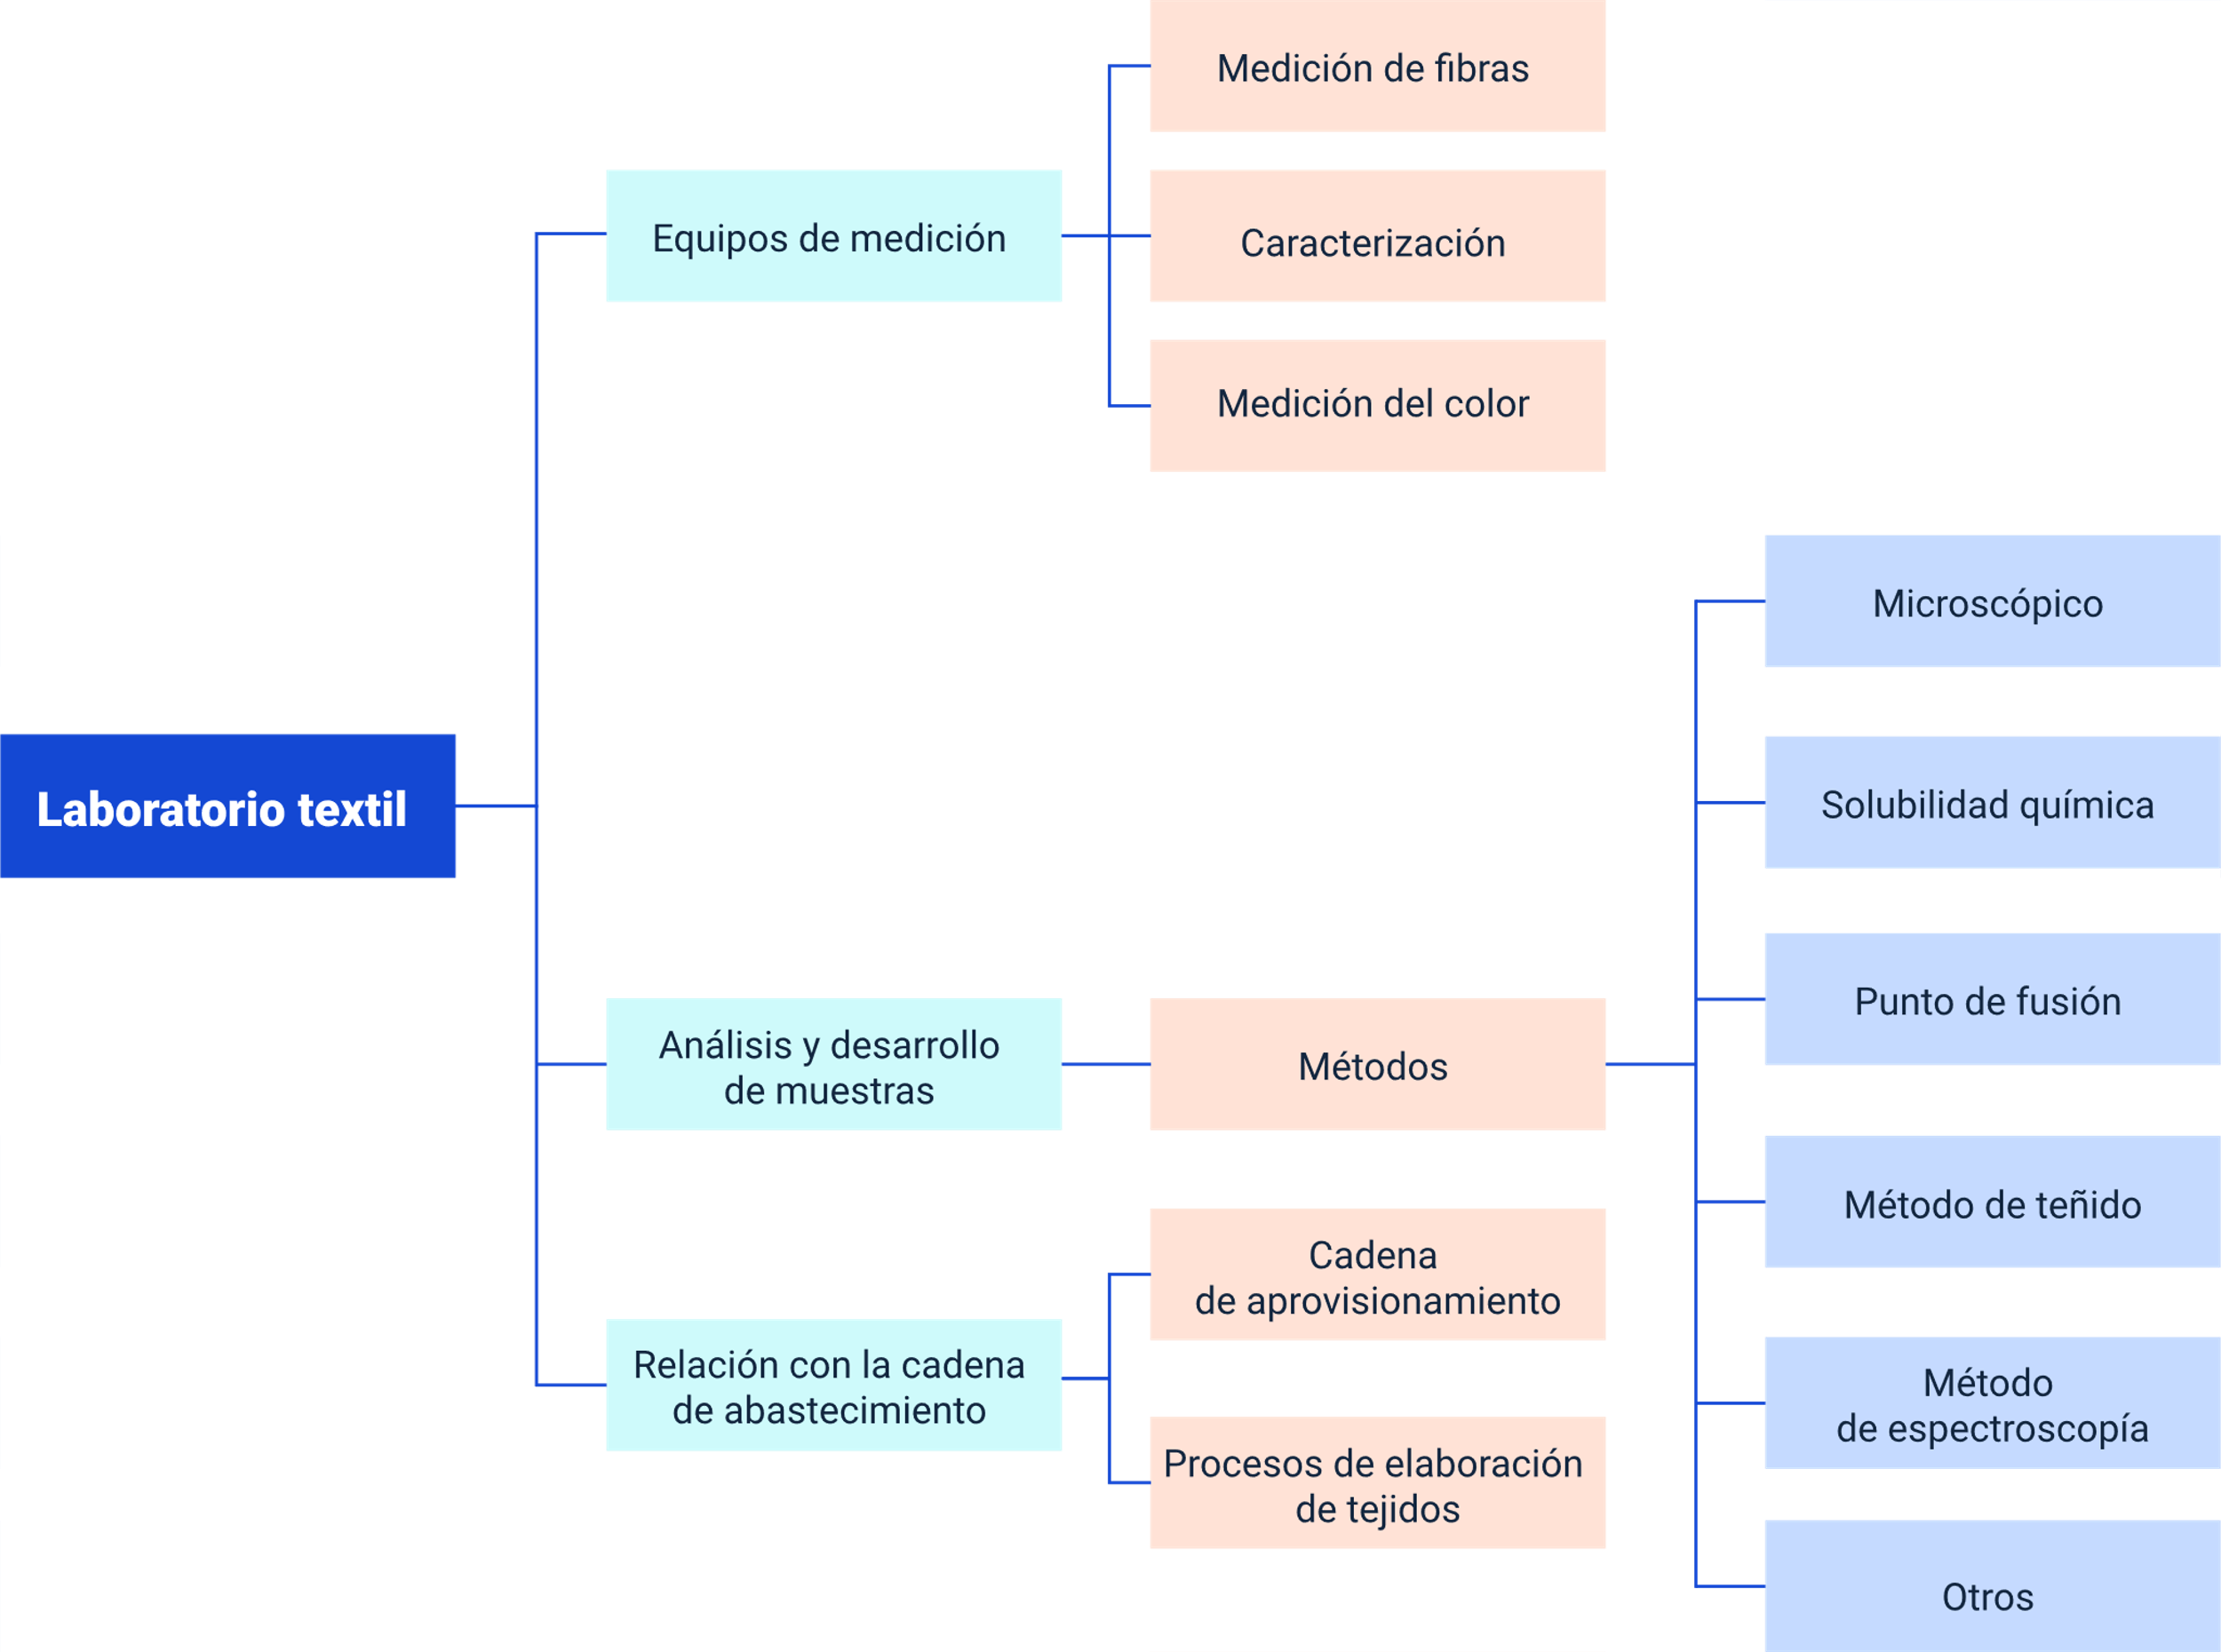 Laboratorio textil
Equipos de medición
Medición de fibras
Caracterización
Medición del color
Análisis y desarrollo
de muestras
Métodos
Microscópico
Solubilidad química
Punto de fusión
Método de teñido
Método
de espectroscopía
Otros
Relación con la cadena
de abastecimiento
Cadena
de aprovisionamiento
Procesos de elaboración
de tejidos